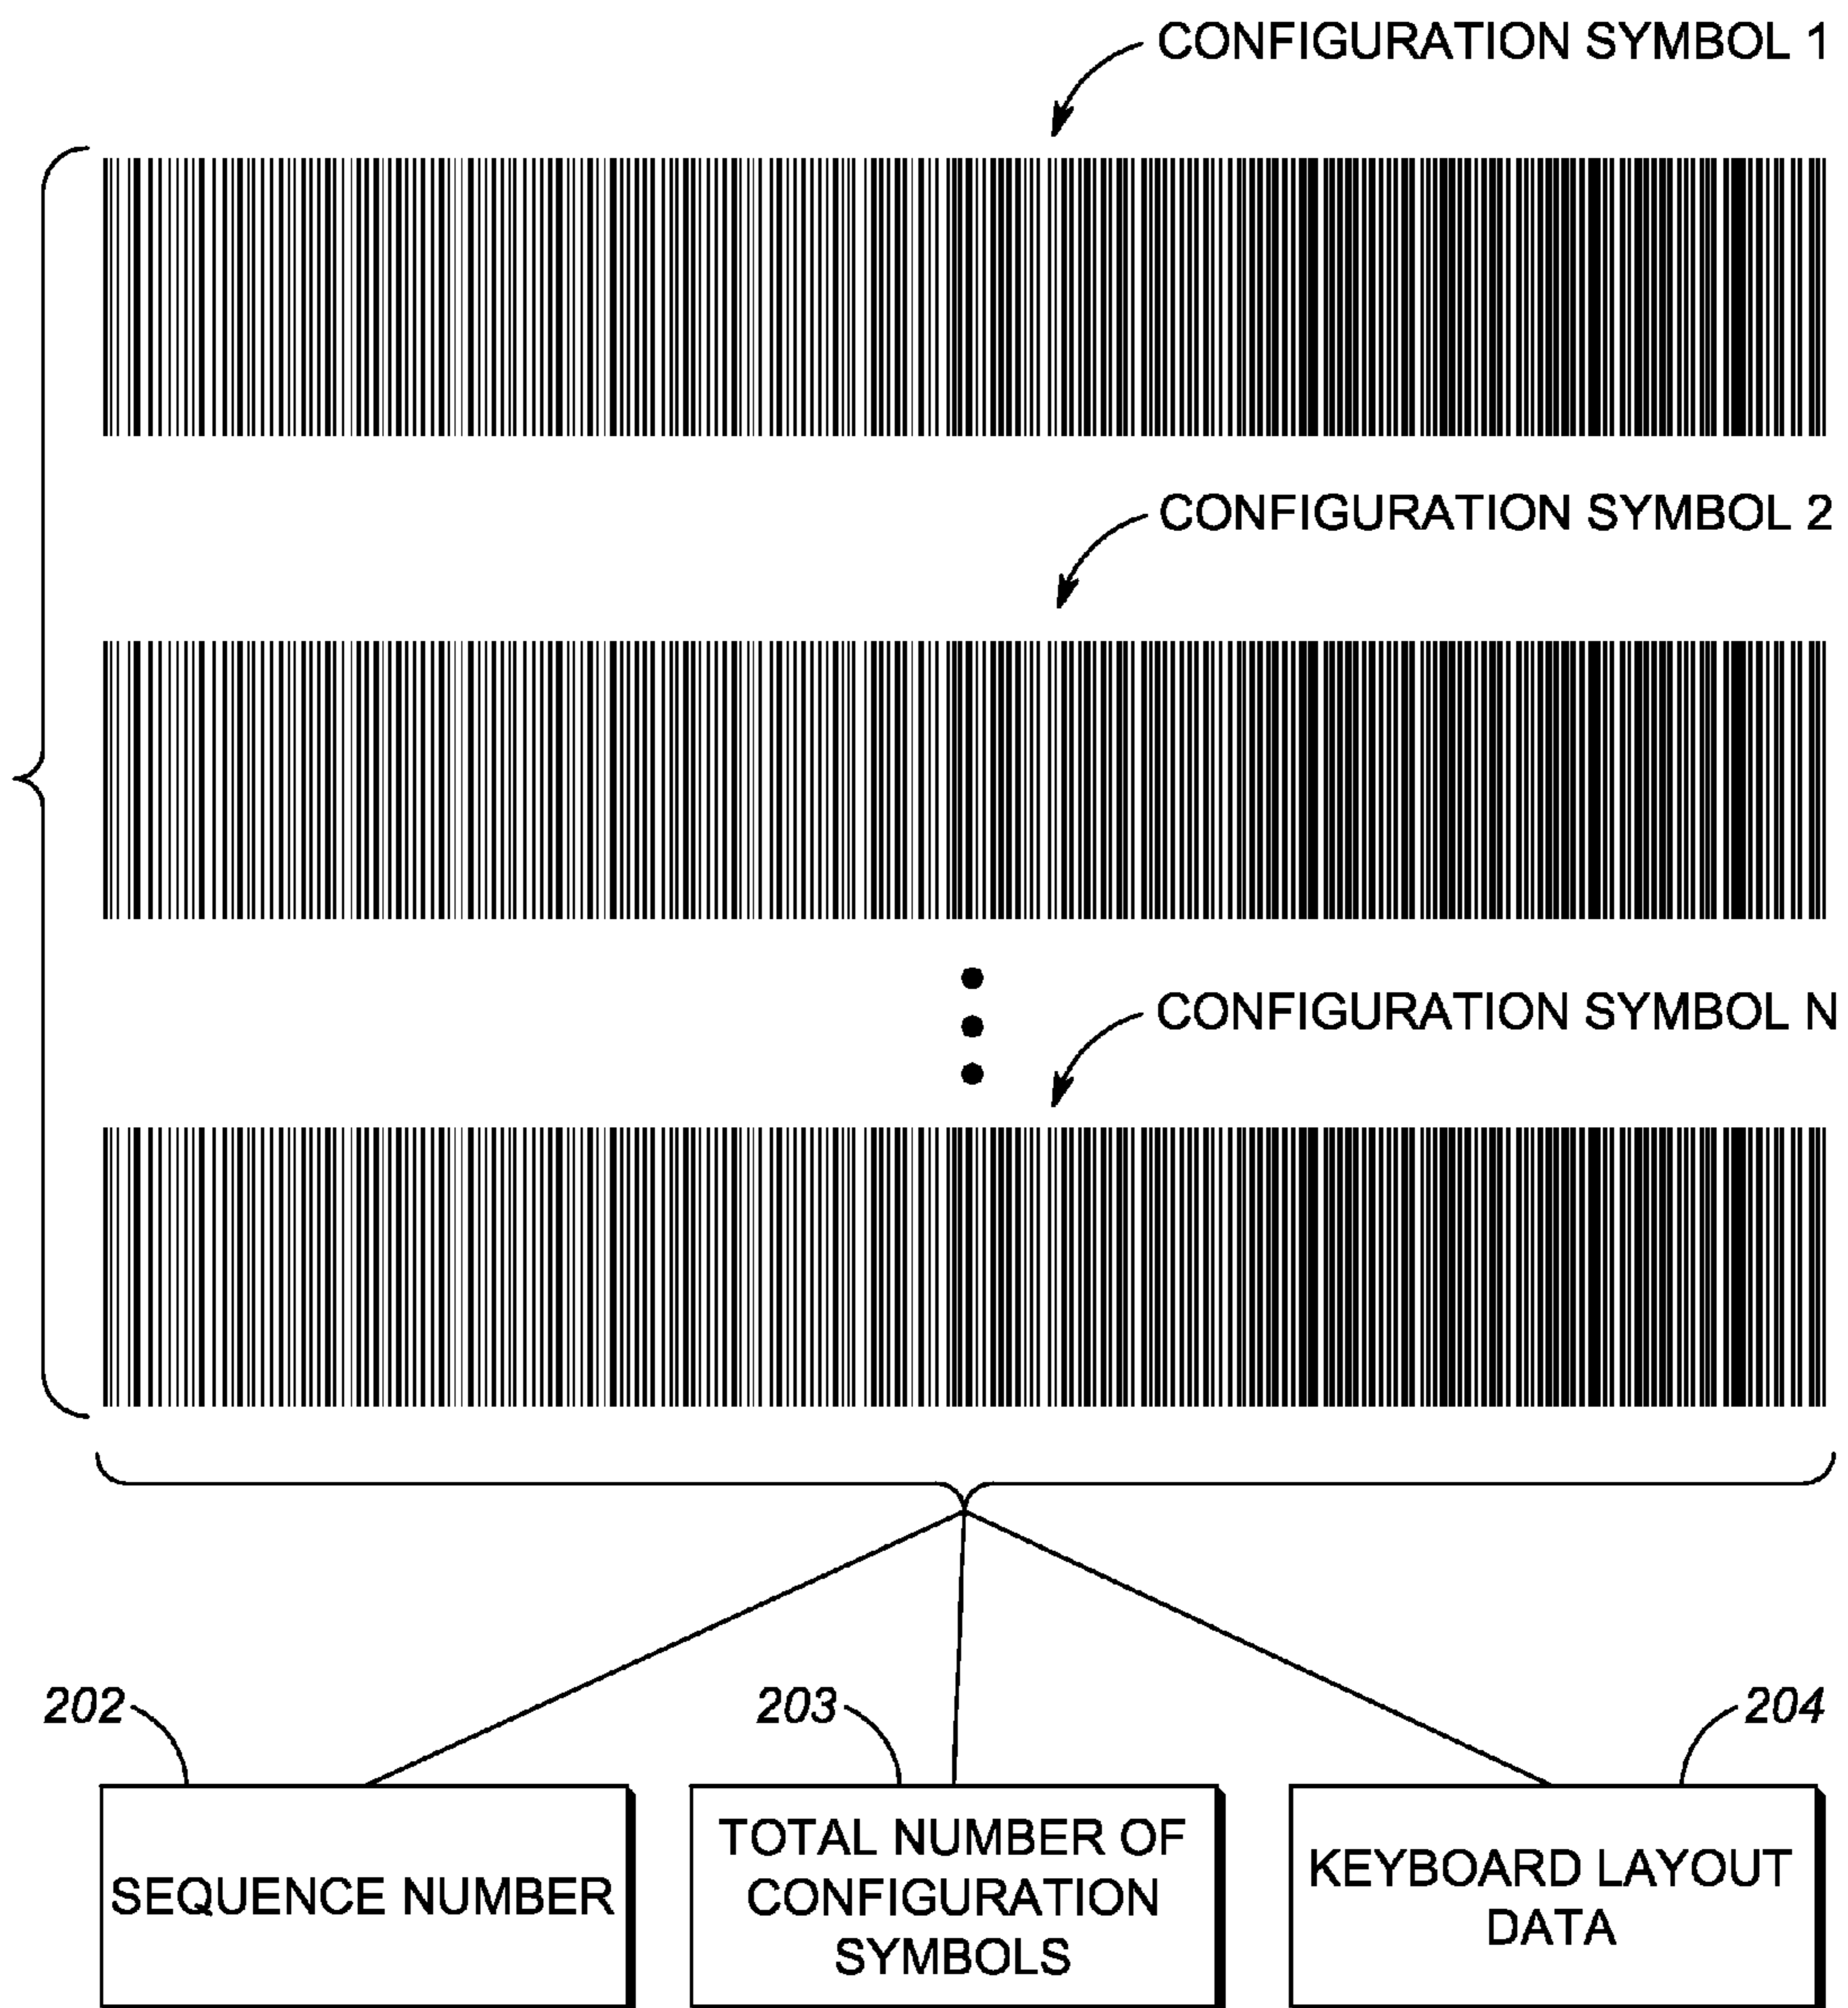 CONFIGURATION SYMBOL 1
CONFIGURATION SYMBOL 2
CONFIGURATION SYMBOL N
202
203
204
SEQUENCE NUMBER
TOTAL NUMBER OF
CONFIGURATION
SYMBOLS
KEYBOARD LAYOUT
DATA